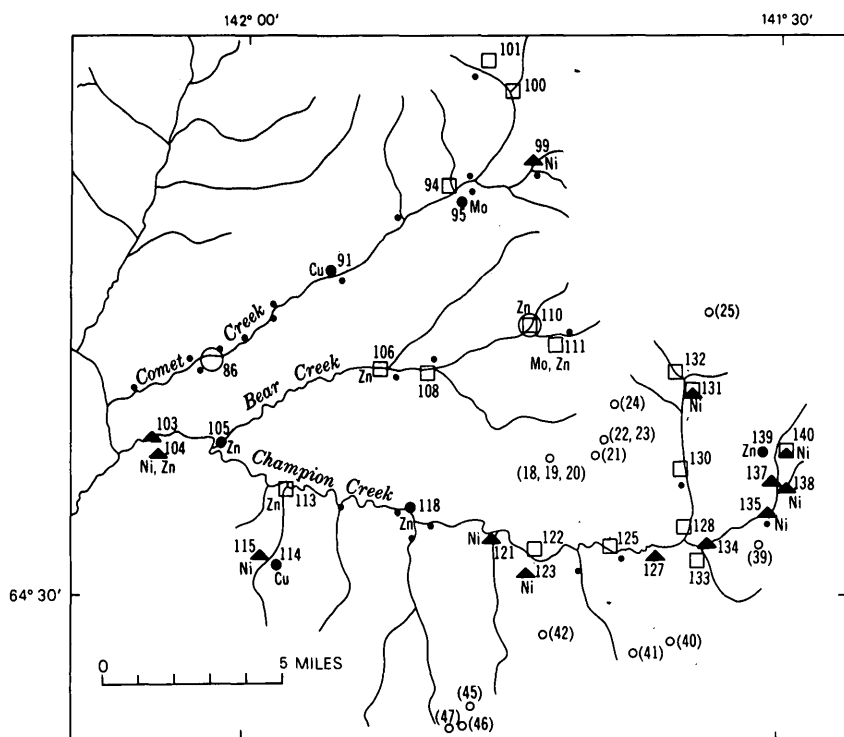 142° 00'
141° 30'
101
100
99
Ni
94
Mo
95
Cu
91
Comet Creek
86
(25)
Zn
110
111
Mo, Zn
106
Zn
108
Bear Creek
132
131
Ni
(24)
(22, 23)
(21)
(18, 19, 20)
103
104
Ni, Zn
105
Zn
139
Zn
140
Ni
137
138
Ni
130
135
Ni
Champion Creek
113
Zn
118
Zn
128
134
(39)
Ni
121
122
125
127
133
115
Ni
114
Cu
123
Ni
64° 30'
(42)
(41)
(40)
0
5 MILES
(45)
(47)
(46)